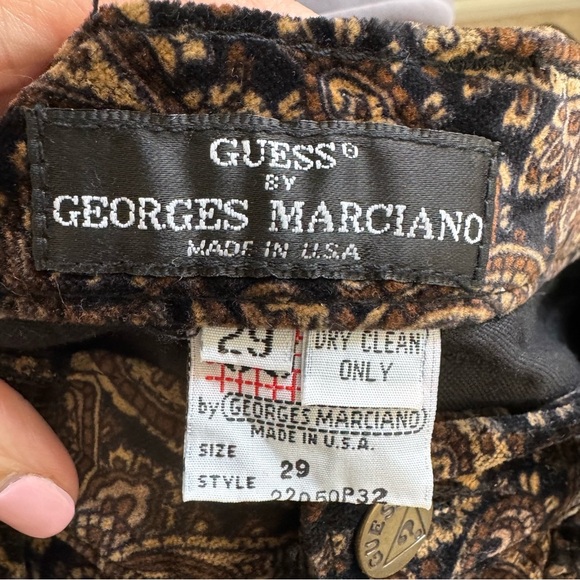 GUESS®
BY
GEORGES MARCIANO
MADE IN U.S.A
29
DRY CLEAN
ONLY
by GEORGES MARCIANO
MADE IN U.S.A.
SIZE 29
STYLE 22050P32
GUESS
?